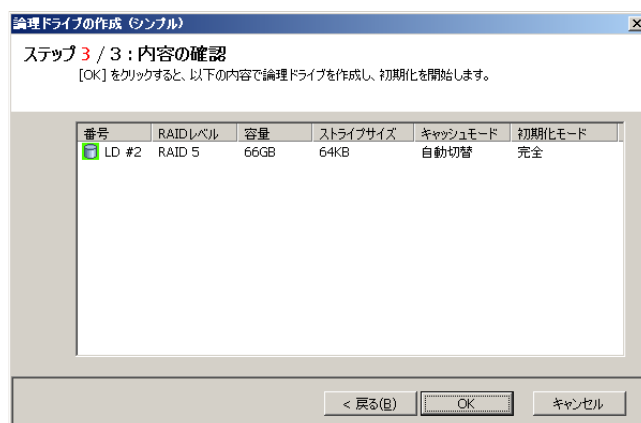 論理ドライブの作成 (シンプル)
ステップ 3 / 3 : 内容の確認
[OK] をクリックすると、以下の内容で論理ドライブを作成し、初期化を開始します。
番号 RAIDレベル 容量 ストライプサイズ キャッシュモード 初期化モード
LD #2 RAID 5 66GB 64KB 自動切替 完全
< 戻る(B) OK キャンセル